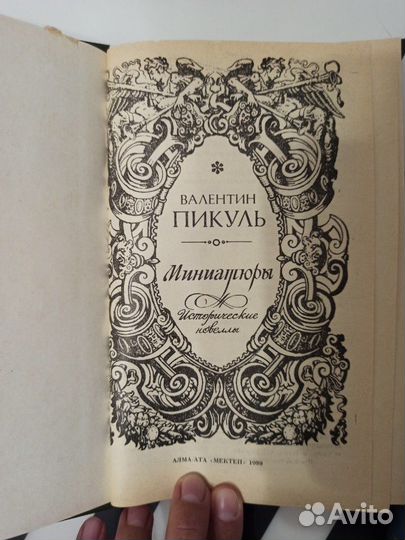 ВАЛЕНТИН
ПИКУЛЬ
Миниатюры
Исторические
новеллы
АЛМА-АТА «МЕКТЕП» 1989
Avito